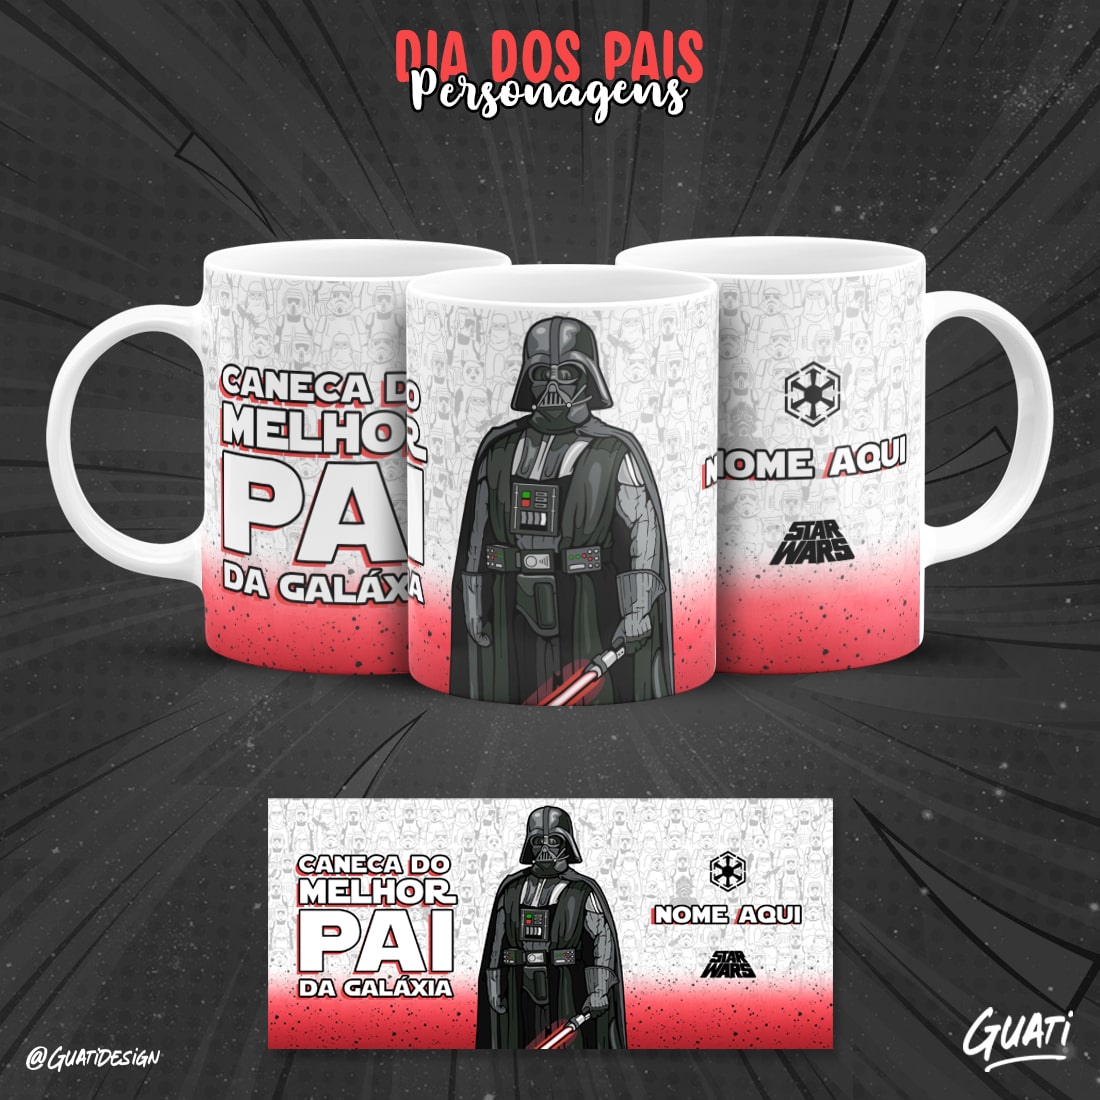 DIA DOS PAIS
Personagens
CANECA DO
MELHOR
PAI
DA GALÁXIA
NOME AQUI
STAR
WARS
CANECA DO
MELHOR
PAI
DA GALÁXIA
NOME AQUI
STAR
WARS
@GUATIDESIGN
GUATI